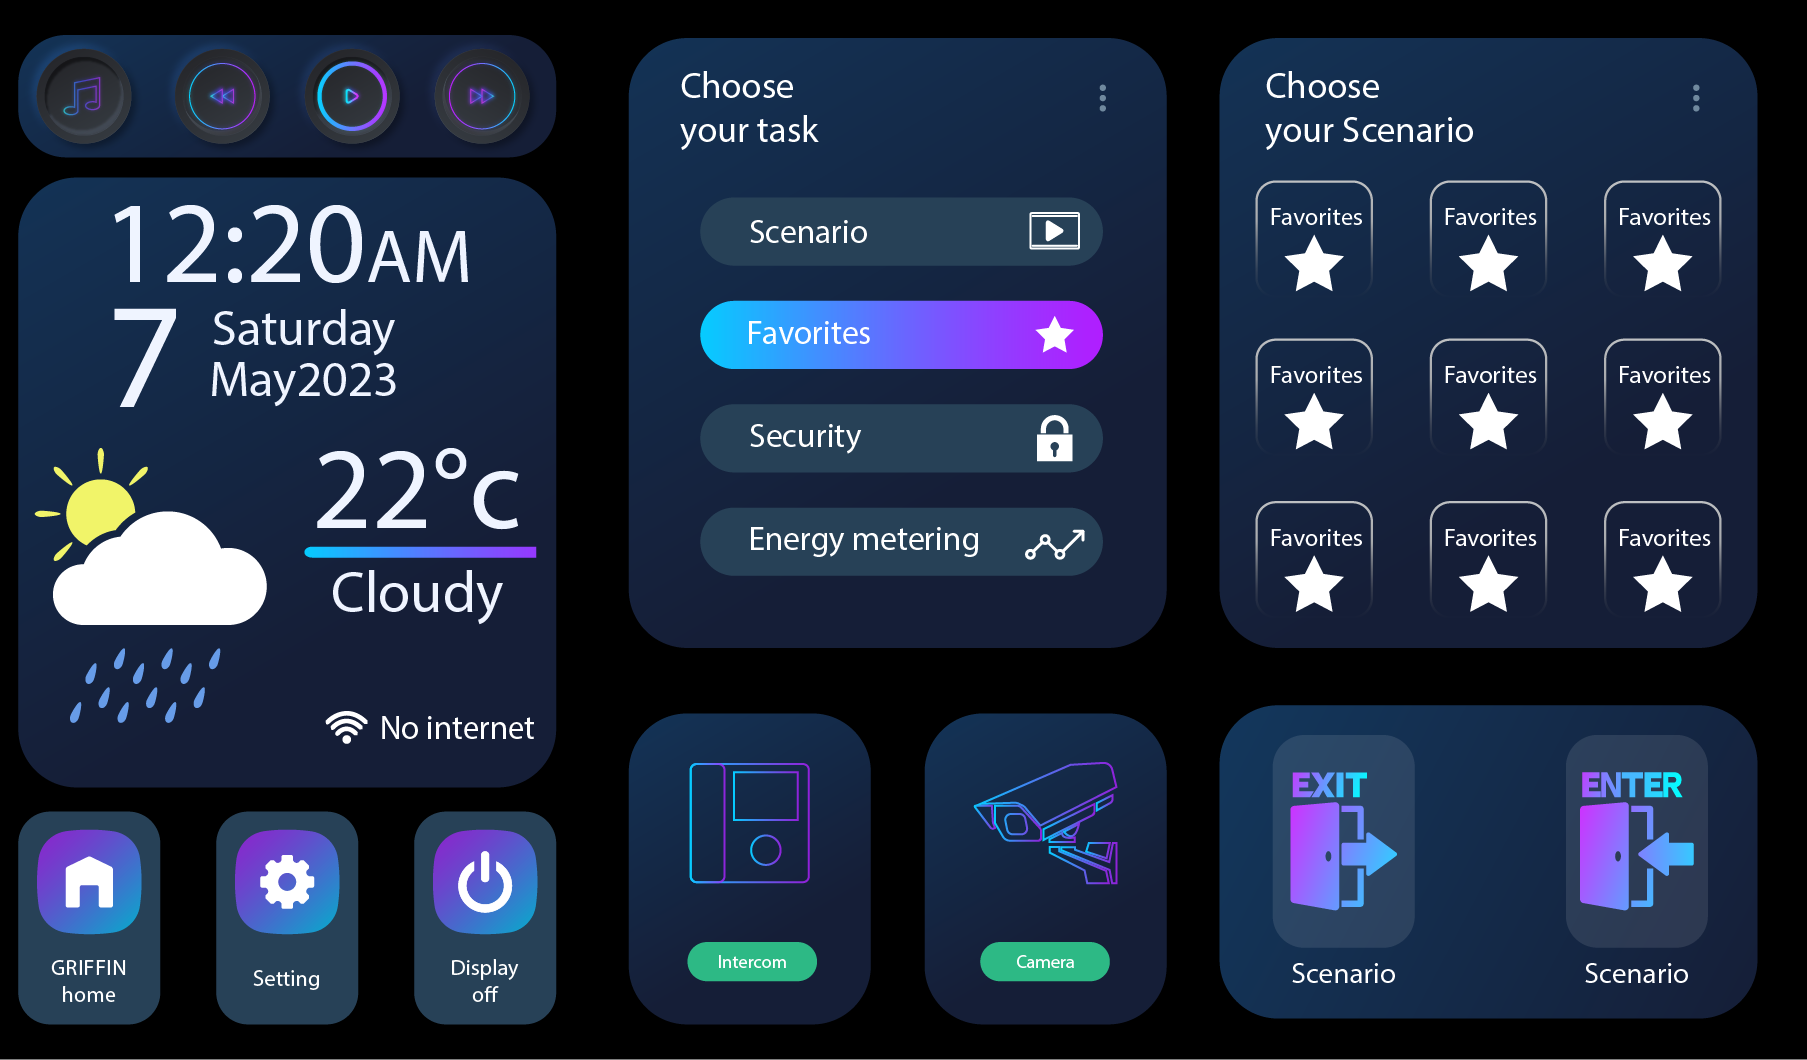 12:20AM
7
Saturday
May2023
22°c
Cloudy
No internet
GRIFFIN
home
Setting
Display
off
Choose
your task
Scenario
Favorites
Security
Energy metering
Intercom
Camera
Choose
your Scenario
Favorites
Favorites
Favorites
Favorites
Favorites
Favorites
Favorites
Favorites
Favorites
EXIT
Scenario
ENTER
Scenario